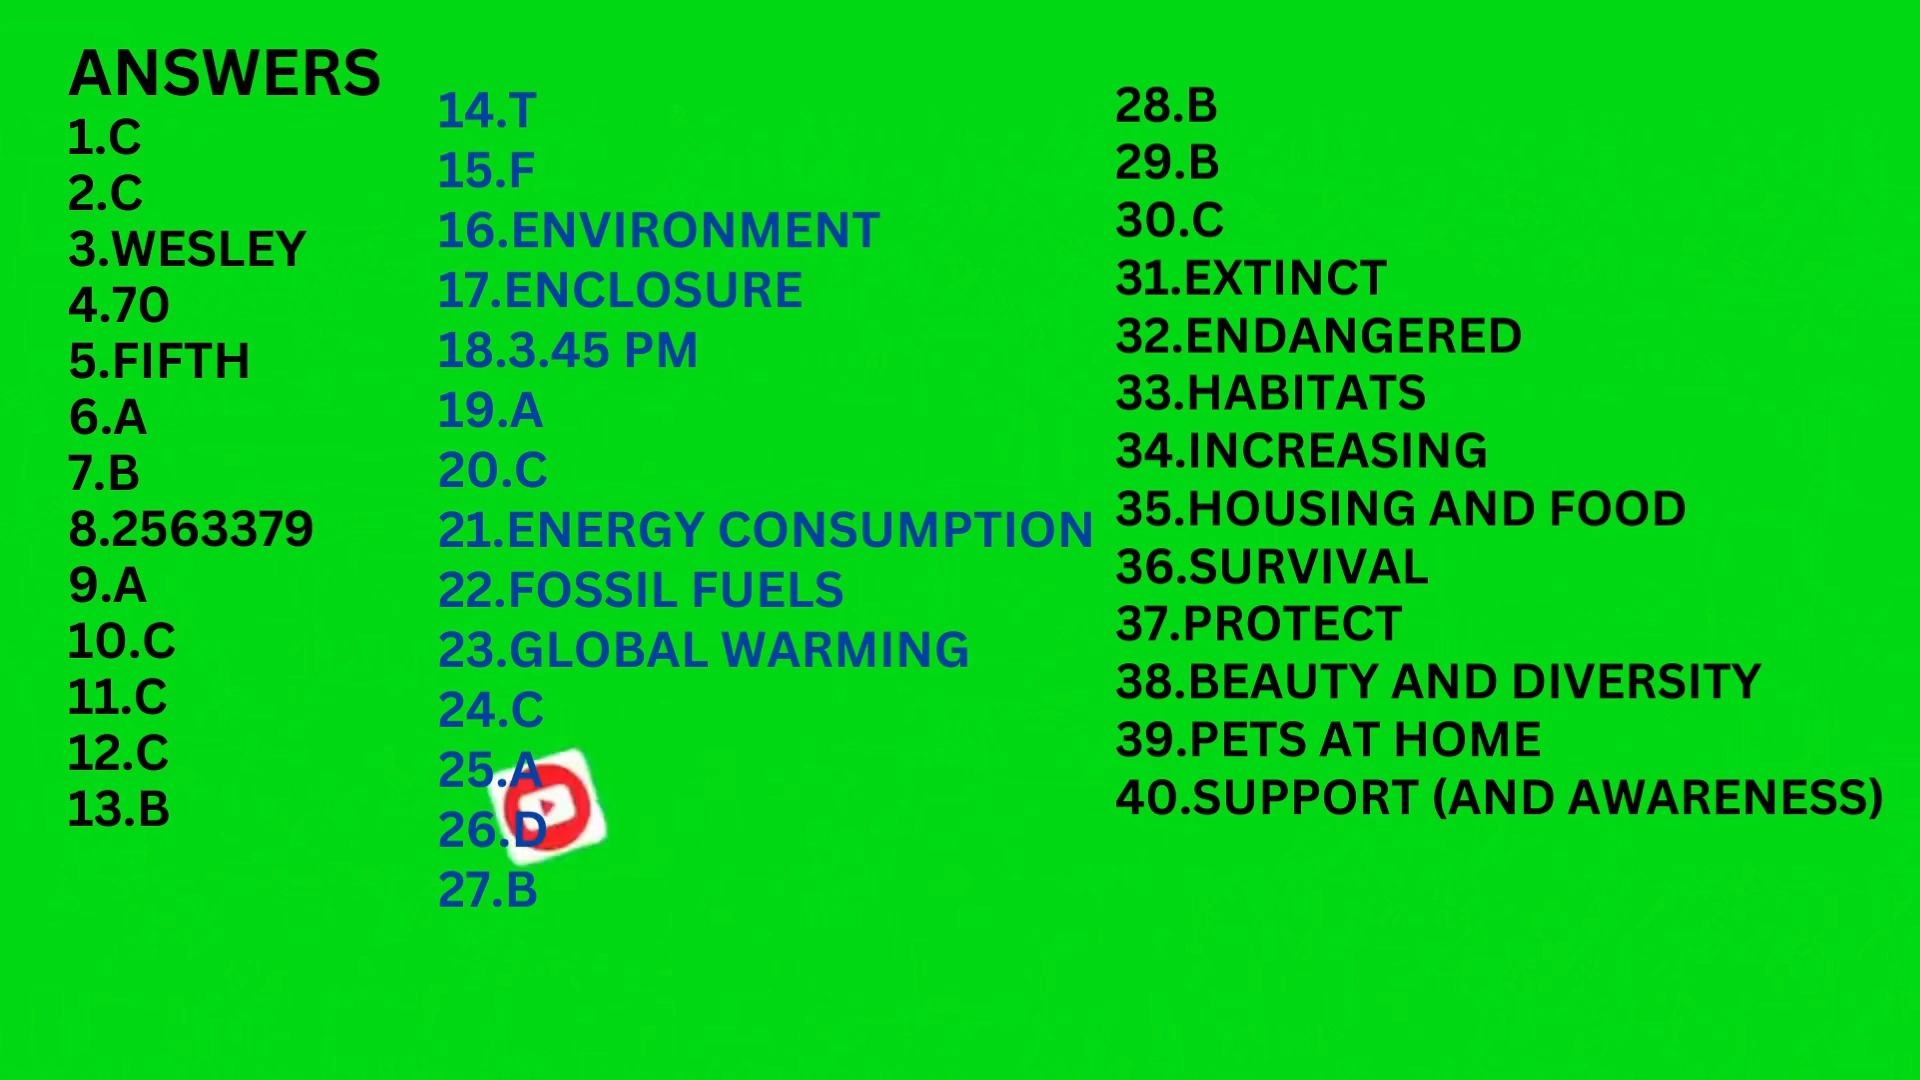 ANSWERS
1.C
2.C
3.WESLEY
4.70
5.FIFTH
6.A
7.B
8.2563379
9.A
10.C
11.C
12.C
13.B
14.T
15.F
16.ENVIRONMENT
17.ENCLOSURE
18.3.45 PM
19.A
20.C
21.ENERGY CONSUMPTION
22.FOSSIL FUELS
23.GLOBAL WARMING
24.C
25.A
26.D
27.B
28.B
29.B
30.C
31.EXTINCT
32.ENDANGERED
33.HABITATS
34.INCREASING
35.HOUSING AND FOOD
36.SURVIVAL
37.PROTECT
38.BEAUTY AND DIVERSITY
39.PETS AT HOME
40.SUPPORT (AND AWARENESS)